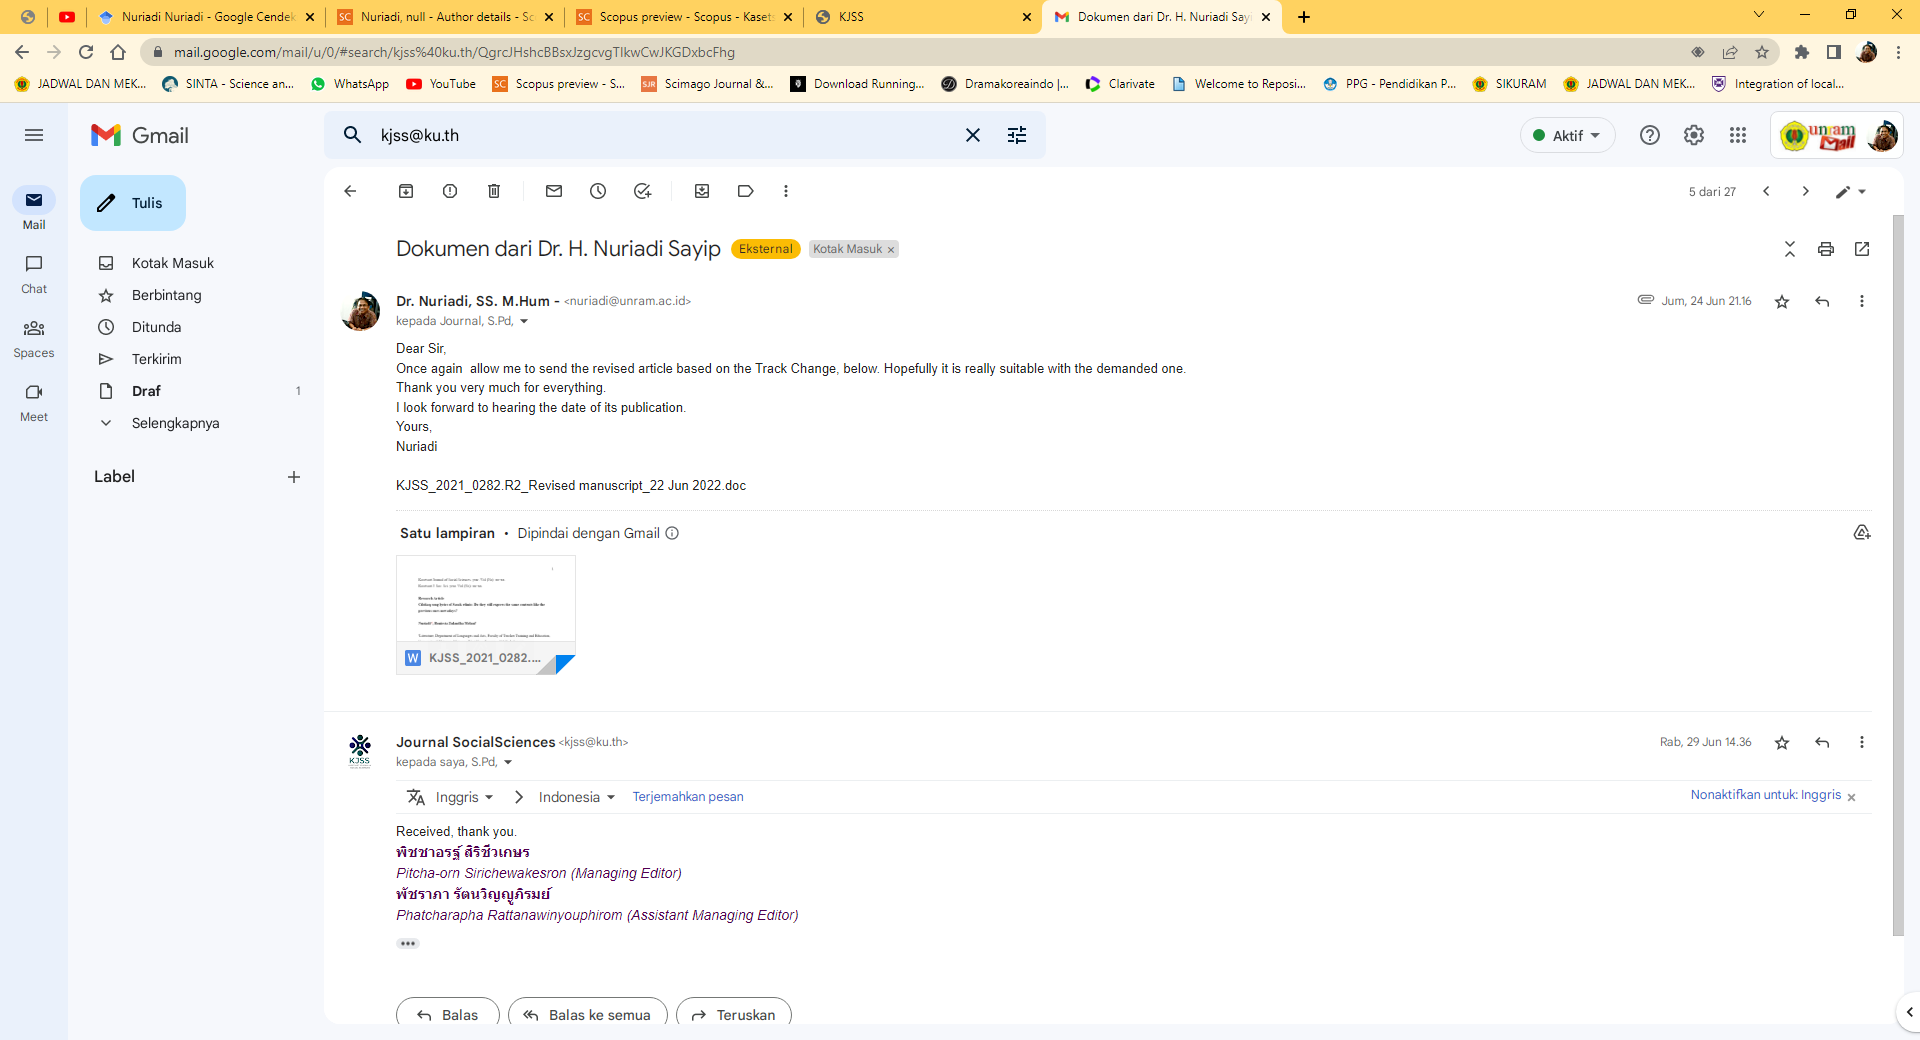 Nuriadi Nuriadi - Google Cendek
Nuriadi, null - Author details - Sc
Scopus preview - Scopus - Kaset
KJSS
Dokumen dari Dr. H. Nuriadi Sayi
mail.google.com/mail/u/0/#search/kjss%40ku.th/QgrcJHshcBBsxJzgcvgTlkwCwJKGDxbcFhg
JADWAL DAN MEK...
SINTA - Science an...
WhatsApp
YouTube
Scopus preview - S...
SJR
Scimago Journal &...
Download Running...
Dramakoreaindo |...
Clarivate
Welcome to Reposi...
PPG - Pendidikan P...
SIKURAM
JADWAL DAN MEK...
Integration of local...
Gmail
kjss@ku.th
Aktif
unram
Mail
Mail
Chat
Spaces
Meet
Tulis
Kotak Masuk
Berbintang
Ditunda
Terkirim
Draf 1
Selengkapnya
Label
5 dari 27
Dokumen dari Dr. H. Nuriadi Sayip Eksternal Kotak Masuk ×
Dr. Nuriadi, SS. M.Hum - <nuriadi@unram.ac.id> Jum, 24 Jun 21.16
kepada Journal, S.Pd,
Dear Sir,
Once again allow me to send the revised article based on the Track Change, below. Hopefully it is really suitable with the demanded one.
Thank you very much for everything.
I look forward to hearing the date of its publication.
Yours,
Nuriadi
KJSS_2021_0282.R2_Revised manuscript_22 Jun 2022.doc
Satu lampiran • Dipindai dengan Gmail
W KJSS_2021_0282....
KJSS
Journal SocialSciences <kjss@ku.th> Rab, 29 Jun 14.36
kepada saya, S.Pd,
Inggris > Indonesia Terjemahkan pesan Nonaktifkan untuk: Inggris ×
Received, thank you.
พิชชาอรฐ์ สิริชีวเกษร
Pitcha-orn Sirichewakesron (Managing Editor)
พัชราภา รัตนวิญญูภิรมย์
Phatcharapha Rattanawinyouphirom (Assistant Managing Editor)
Balas
Balas ke semua
Teruskan